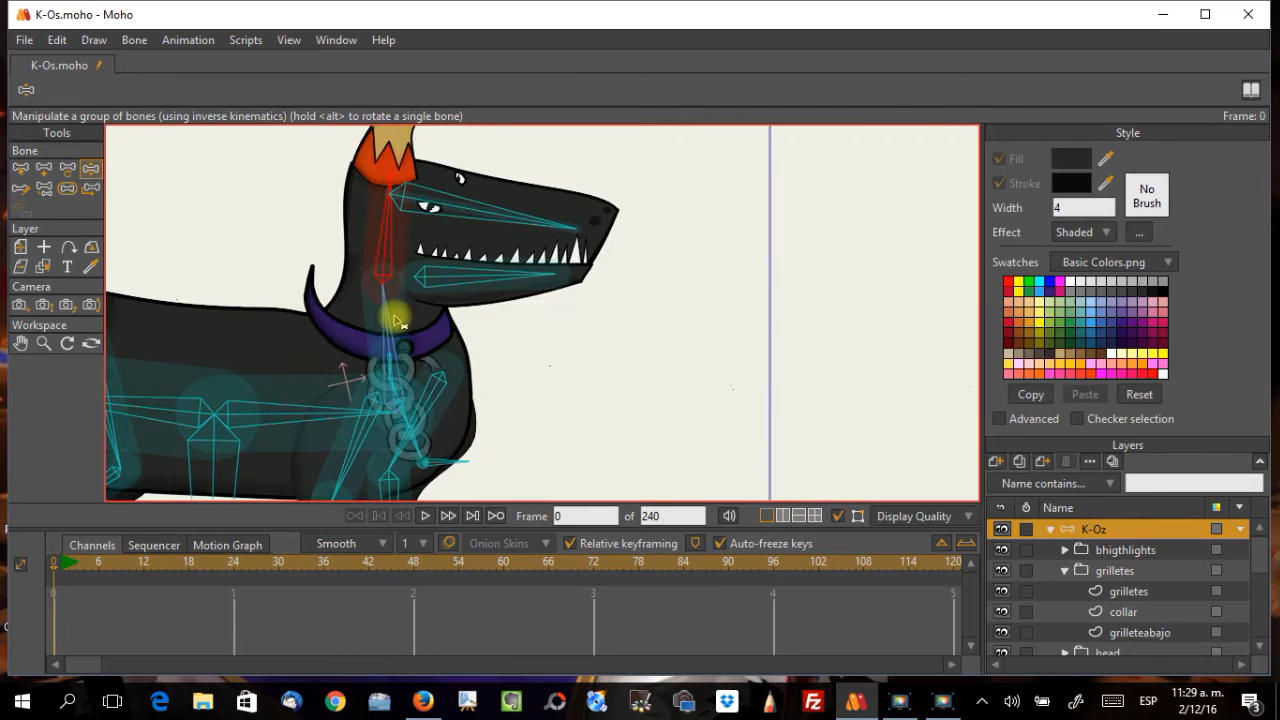 K-Os.moho - Moho
File Edit Draw Bone Animation Scripts View Window Help
K-Os.moho
Manipulate a group of bones (using inverse kinematics) (hold <alt> to rotate a single bone) Frame: 0
Tools Style
Bone Fill
Stroke No Brush
Width 4
Layer Effect Shaded ...
Swatches Basic Colors.png
Camera
Workspace
Copy Paste Reset
Advanced Checker selection
Layers
Name contains...
Name
Frame 0 of 240 Display Quality
K-Oz
Channels Sequencer Motion Graph Smooth 1 Onion Skins Relative keyframing Auto-freeze keys
bhigthlights
0 6 12 18 24 30 36 42 48 54 60 66 72 78 84 90 96 102 108 114 120
grilletes
0 1 2 3 4 5
grilletes
collar
grilleteabajo
head
ESP 11:29 a. m.
2/12/16
3